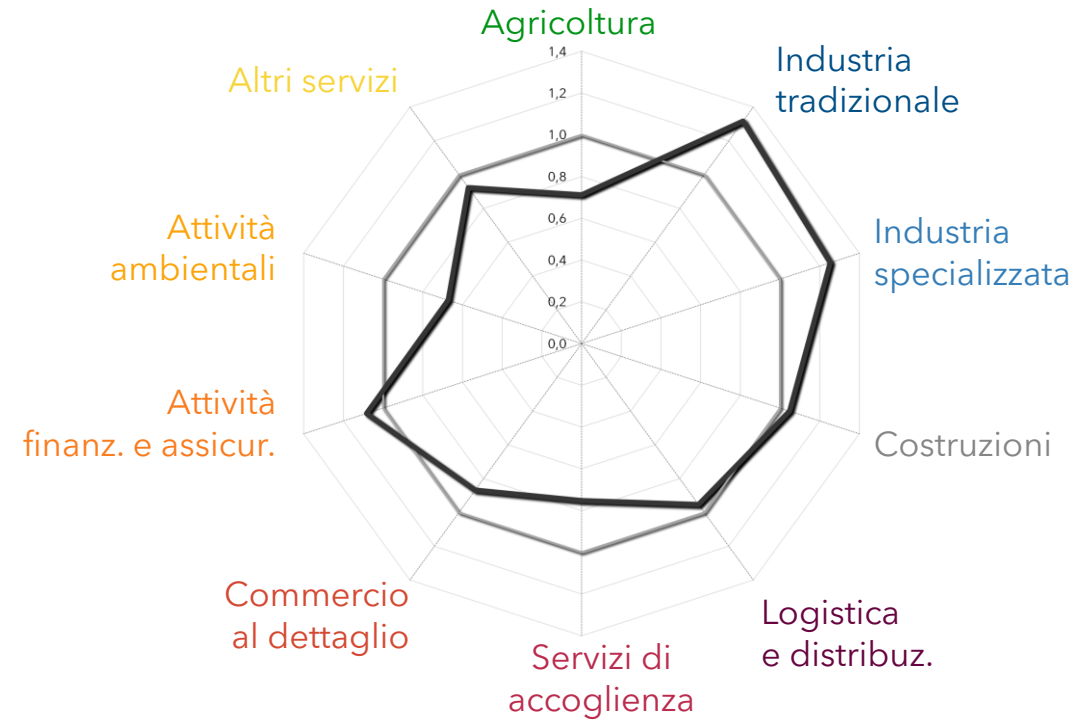 Agricoltura
1,4
1,2
1,0
0,8
0,6
0,4
0,2
0,0
Industria
tradizionale
Industria
specializzata
Costruzioni
Logistica
e distribuz.
Servizi di
accoglienza
Commercio
al dettaglio
Attività
finanz. e assicur.
Attività
ambientali
Altri servizi